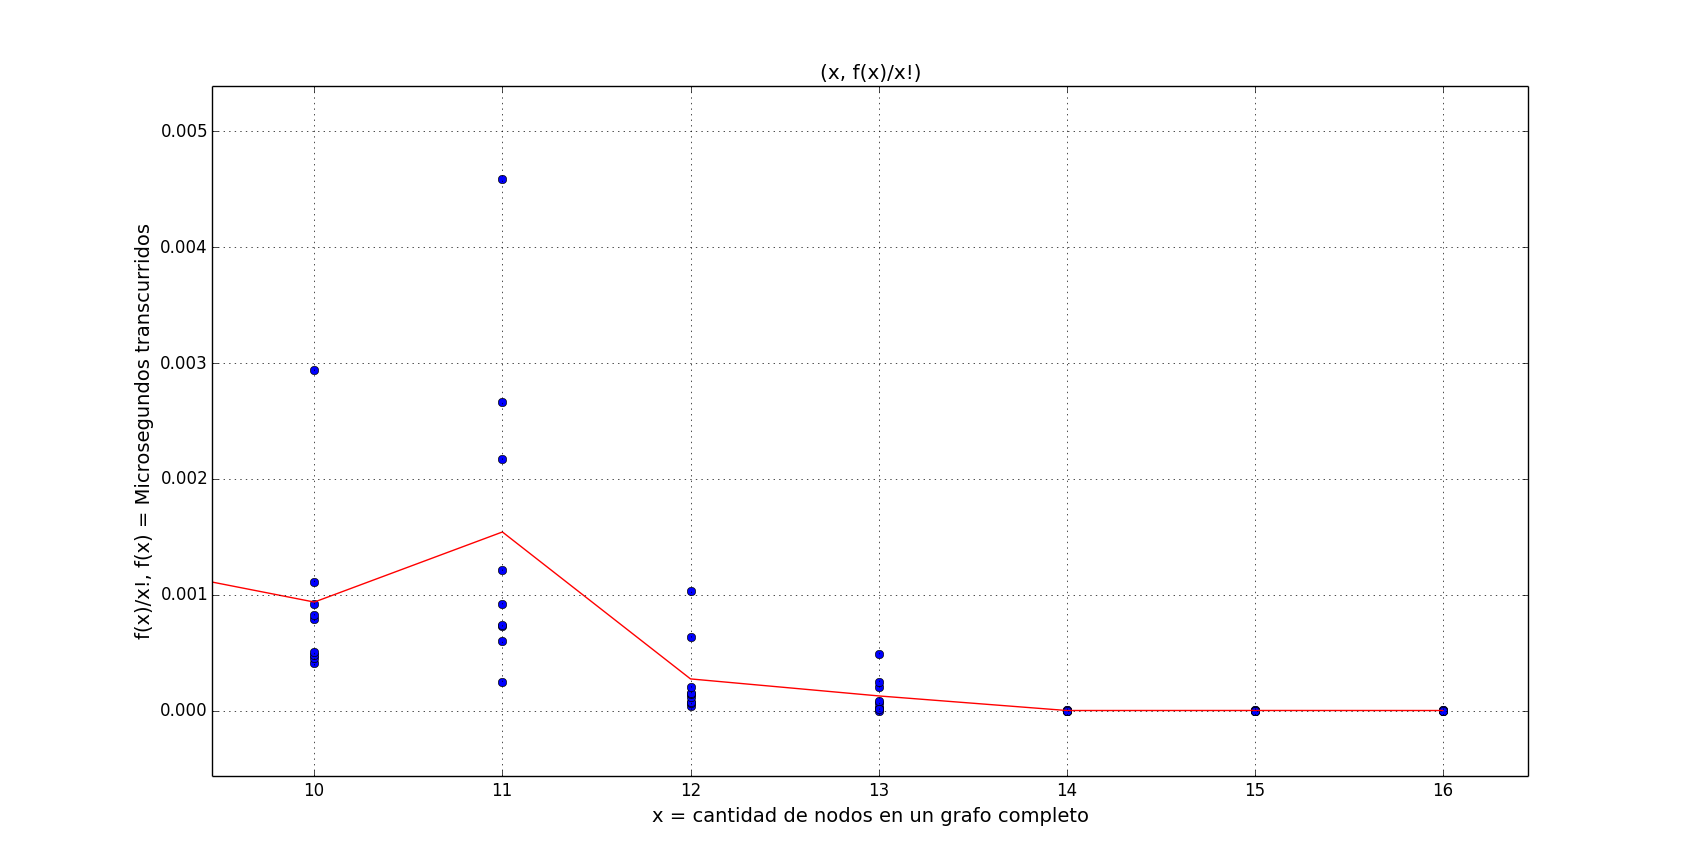 (x, f(x)/x!)
0.005
0.004
0.003
0.002
0.001
0.000
f(x)/x!, f(x) = Microsegundos transcurridos
10 11 12 13 14 15 16
x = cantidad de nodos en un grafo completo